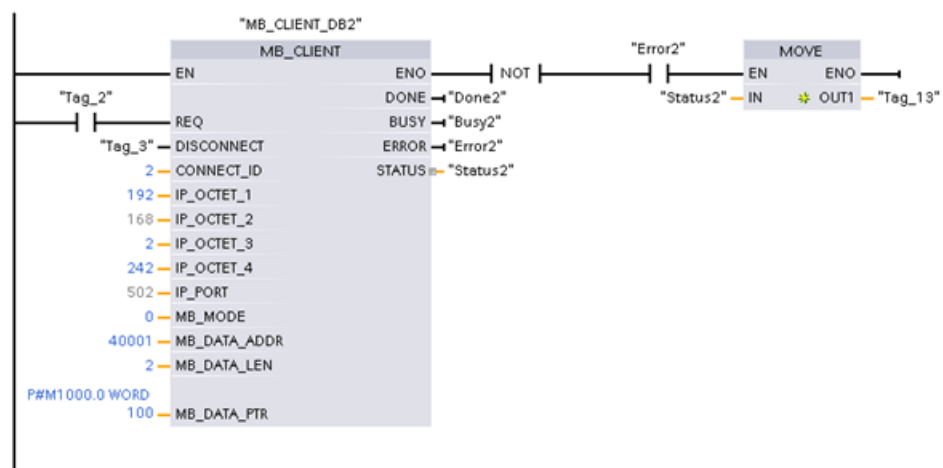 "MB_CLIENT_DB2"
MB_CLIENT
"Error2"
MOVE
EN ENO NOT EN ENO
"Tag_2" DONE "Done2" "Status2" IN OUT1 "Tag_13"
REQ BUSY "Busy2"
"Tag_3" DISCONNECT ERROR "Error2"
2 CONNECT_ID STATUS "Status2"
192 IP_OCTET_1
168 IP_OCTET_2
2 IP_OCTET_3
242 IP_OCTET_4
502 IP_PORT
0 MB_MODE
40001 MB_DATA_ADDR
2 MB_DATA_LEN
P#M1000.0 WORD
100 MB_DATA_PTR